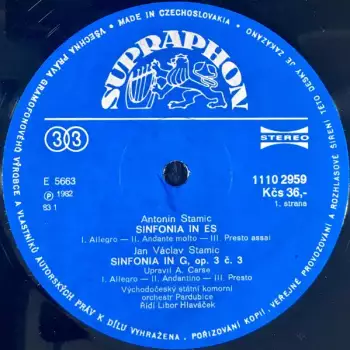 VŠECHNA PRÁVA GRAMOFONOVÉHO VÝROBCE A VLASTNÍKŮ AUTORSKÝCH PRÁV K DÍLU VYHRAŽENA. POŘIZOVÁNÍ KOPIÍ, VEŘEJNÉ PROVOZOVÁNÍ A ROZHLASOVÉ ŠÍŘENÍ TÉTO DESKY JE ZAKÁZÁNO
• MADE IN CZECHOSLOVAKIA •
SUPRAPHON
33
STEREO
E 5663
1110 2959
Ⓟ 1982
Kčs 36,-
83 1
1. strana
Antonín Stamic
SINFONIA IN ES
I. Allegro — II. Andante molto — III. Presto assai
Jan Václav Stamic
SINFONIA IN G, op. 3 č. 3
Upravil A. Carse
I. Allegro — II. Andantino — III. Presto
Východočeský státní komorní
orchestr Pardubice
Řídí Libor Hlaváček